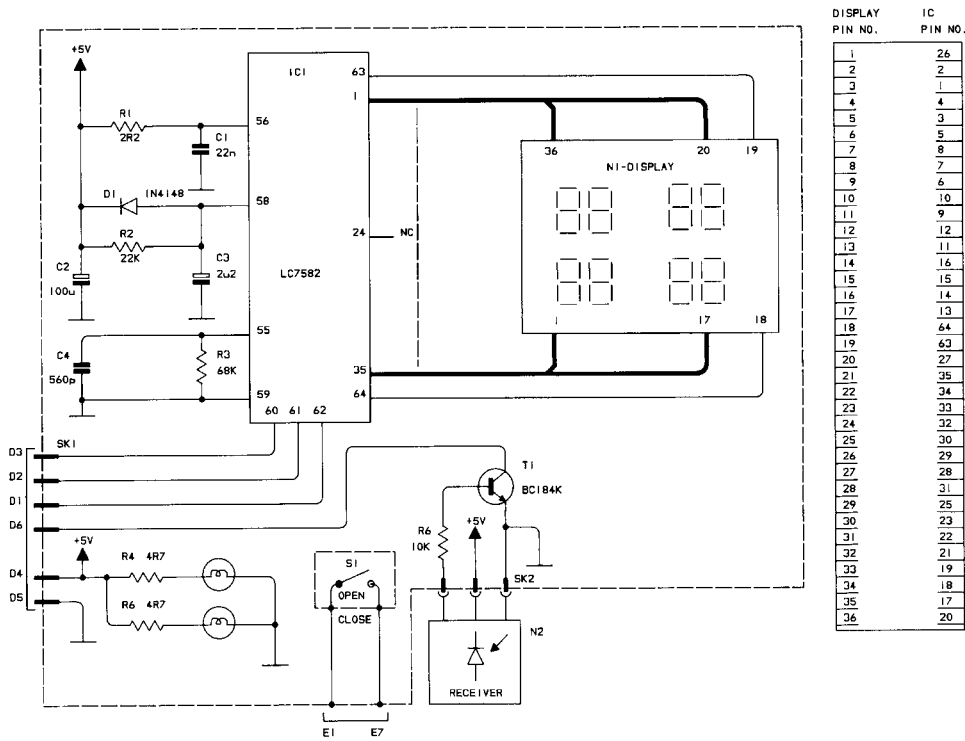 DISPLAY PIN NO. IC PIN NO.
1 26
2 2
3 1
4 4
5 3
6 5
7 8
8 7
9 6
10 10
11 9
12 12
13 11
14 16
15 15
16 14
17 13
18 64
19 63
20 27
21 35
22 34
23 33
24 32
25 30
26 29
27 28
28 31
29 25
30 23
31 22
32 21
33 19
34 18
35 17
36 20
+5V
IC1
63
1
R1
2R2
56
C1
22n
36
20
19
N1-DISPLAY
D1
1N4148
58
R2
22K
24
NC
C2
100u
C3
2u2
LC7582
1
17
18
55
C4
560p
R3
68K
35
59
64
60 61 62
D3
SK1
D2
D1
D6
T1
BC184K
R6
10K
+5V
+5V
D4
R4 4R7
D5
R6 4R7
S1
OPEN
CLOSE
SK2
N2
RECEIVER
E1 E7